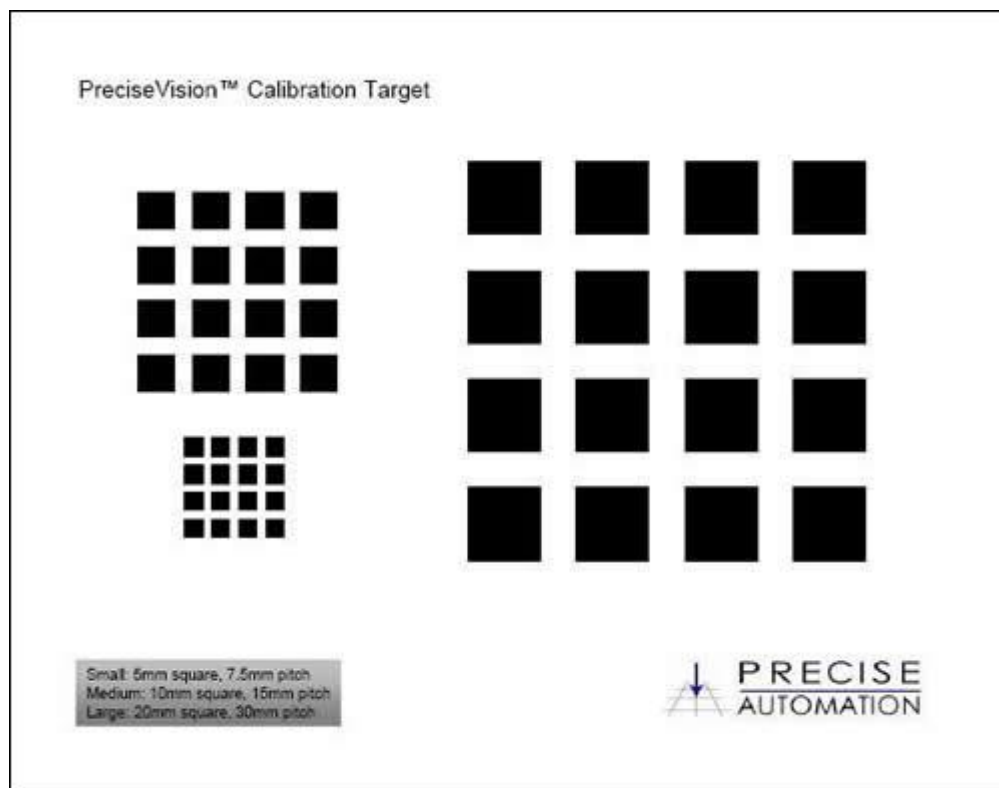 PreciseVision™ Calibration Target
Small: 5mm square, 7.5mm pitch
Medium: 10mm square, 15mm pitch
Large: 20mm square, 30mm pitch
PRECISE
AUTOMATION